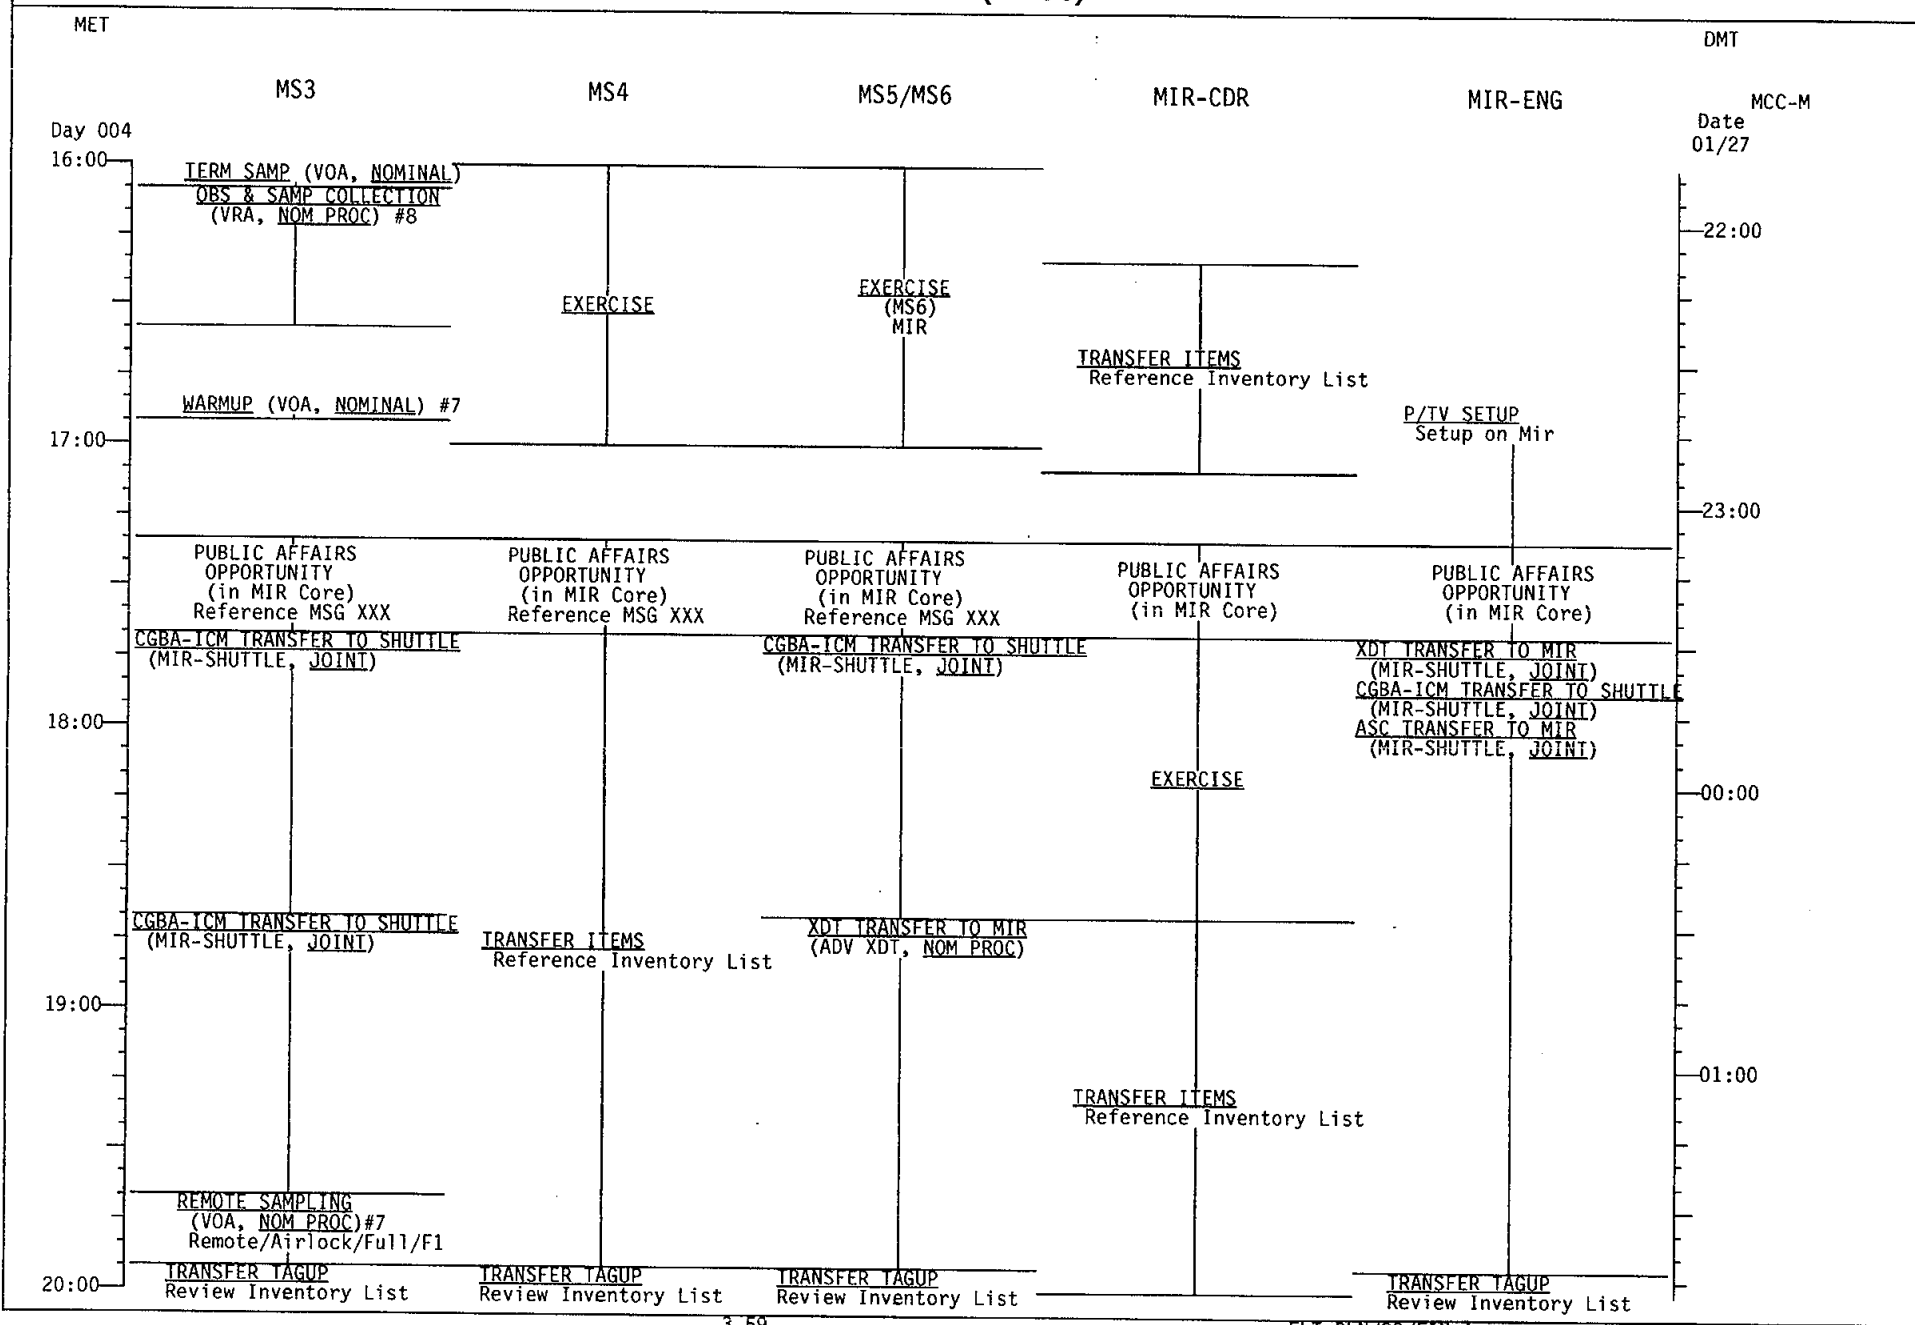 MET
DMT
MS3
MS4
MS5/MS6
MIR-CDR
MIR-ENG
MCC-M
Day 004
Date
01/27
16:00
TERM SAMP (VOA, NOMINAL)
OBS & SAMP COLLECTION
(VRA, NOM PROC) #8
22:00
EXERCISE
EXERCISE
(MS6)
MIR
TRANSFER ITEMS
Reference Inventory List
WARMUP (VOA, NOMINAL) #7
P/TV SETUP
Setup on Mir
17:00
23:00
PUBLIC AFFAIRS
OPPORTUNITY
(in MIR Core)
Reference MSG XXX
PUBLIC AFFAIRS
OPPORTUNITY
(in MIR Core)
Reference MSG XXX
PUBLIC AFFAIRS
OPPORTUNITY
(in MIR Core)
Reference MSG XXX
PUBLIC AFFAIRS
OPPORTUNITY
(in MIR Core)
PUBLIC AFFAIRS
OPPORTUNITY
(in MIR Core)
CGBA-ICM TRANSFER TO SHUTTLE
(MIR-SHUTTLE, JOINT)
CGBA-ICM TRANSFER TO SHUTTLE
(MIR-SHUTTLE, JOINT)
XDT TRANSFER TO MIR
(MIR-SHUTTLE, JOINT)
CGBA-ICM TRANSFER TO SHUTTLE
(MIR-SHUTTLE, JOINT)
ASC TRANSFER TO MIR
(MIR-SHUTTLE, JOINT)
18:00
EXERCISE
00:00
CGBA-ICM TRANSFER TO SHUTTLE
(MIR-SHUTTLE, JOINT)
TRANSFER ITEMS
Reference Inventory List
XDT TRANSFER TO MIR
(ADV XDT, NOM PROC)
19:00
01:00
TRANSFER ITEMS
Reference Inventory List
REMOTE SAMPLING
(VOA, NOM PROC)#7
Remote/Airlock/Full/F1
20:00
TRANSFER TAGUP
Review Inventory List
TRANSFER TAGUP
Review Inventory List
TRANSFER TAGUP
Review Inventory List
TRANSFER TAGUP
Review Inventory List